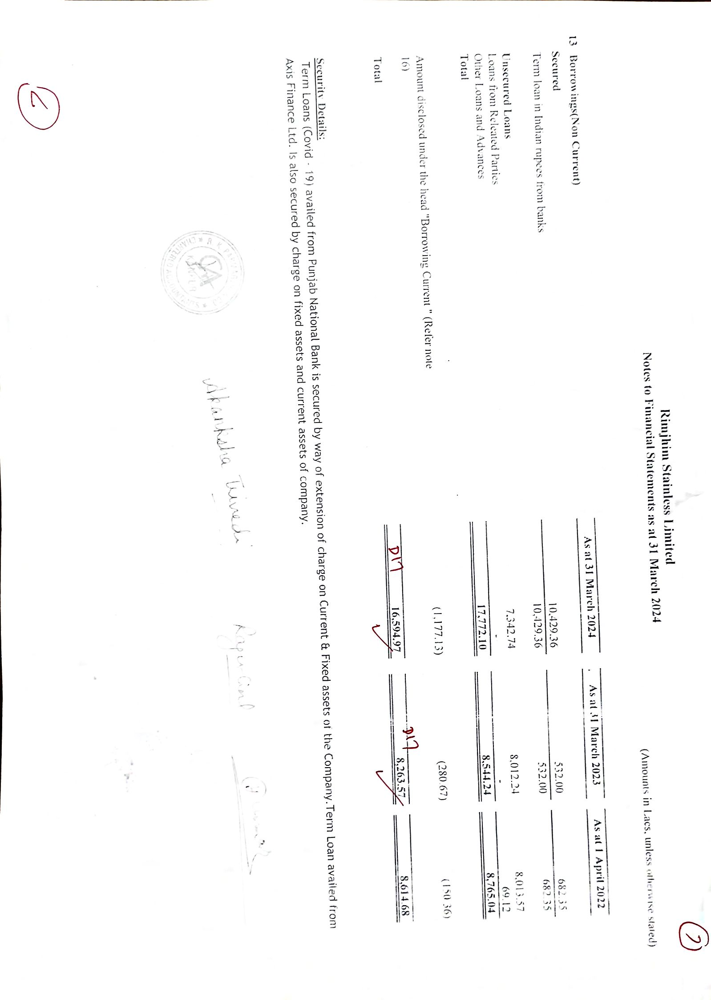 Rimjhim Stainless Limited
Notes to Financial Statements as at 31 March 2024
(Amounts in Lacs, unless otherwise stated)
As at 31 March 2024 As at 31 March 2023 As at 1 April 2022
13 Borrowings(Non Current)
Secured
Term loan in Indian rupees from banks 10,429.36 532.00 682.35
10,429.36 532.00 682.35
Unsecured Loans
Loans from Releated Parties 7,342.74 8,012.24 8,013.57
Other Loans and Advances - - 69.12
Total 17,772.10 8,544.24 8,765.04
Amount disclosed under the head "Borrowing Current " (Refer note
16) (1,177.13) (280.67) (150.36)
D17 D17
Total 16,594.97 8,263.57 8,614.68
Security Details:
Term Loans (Covid - 19) availed from Punjab National Bank is secured by way of extension of charge on Current & Fixed assets of the Company.Term Loan availed from
Axis Finance Ltd. Is also secured by charge on fixed assets and current assets of company.
CHARTERED ACCOUNTANTS
KANPUR
Akanksha Trivedi